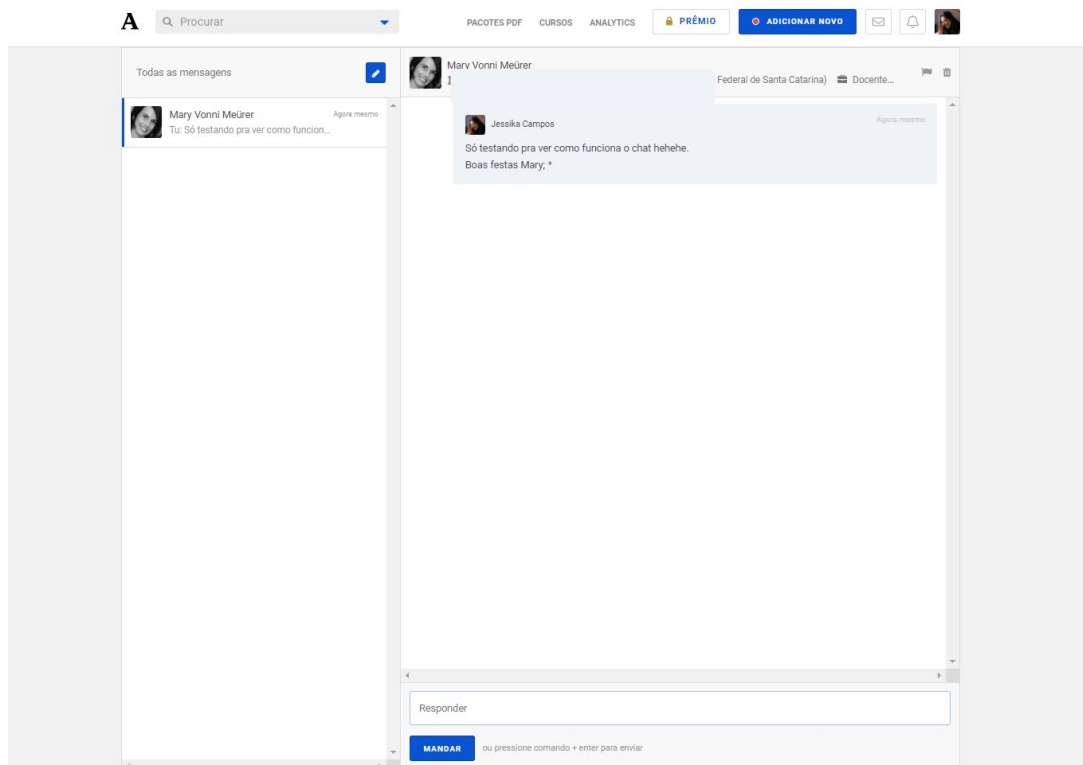 A
Procurar
PACOTES PDF
CURSOS
ANALYTICS
PRÊMIO
ADICIONAR NOVO
Todas as mensagens
Mary Vonni Meürer
Agora mesmo
Tu: Só testando pra ver como funcion...
Mary Vonni Meürer
Federal de Santa Catarina)
Docente...
Jessika Campos
Agora mesmo
Só testando pra ver como funciona o chat hehehe.
Boas festas Mary; *
Responder
MANDAR
ou pressione comando + enter para enviar